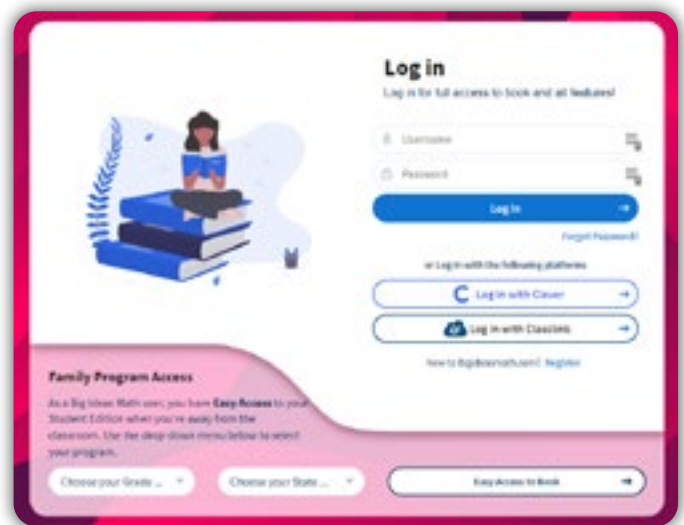 Log in
Log in for full access to book and all features!
Username
Password
Log In
Forgot Password?
or Log in with the following platforms
Log in with Clever
Log in with ClassLink
New to BigIdeasMath.com? Register
Family Program Access
As a Big Ideas Math user, you have Easy Access to your
Student Edition when you're away from the
classroom. Use the drop-down menu below to select
your program.
Choose your Grade ...
Choose your State ...
Easy Access to Book